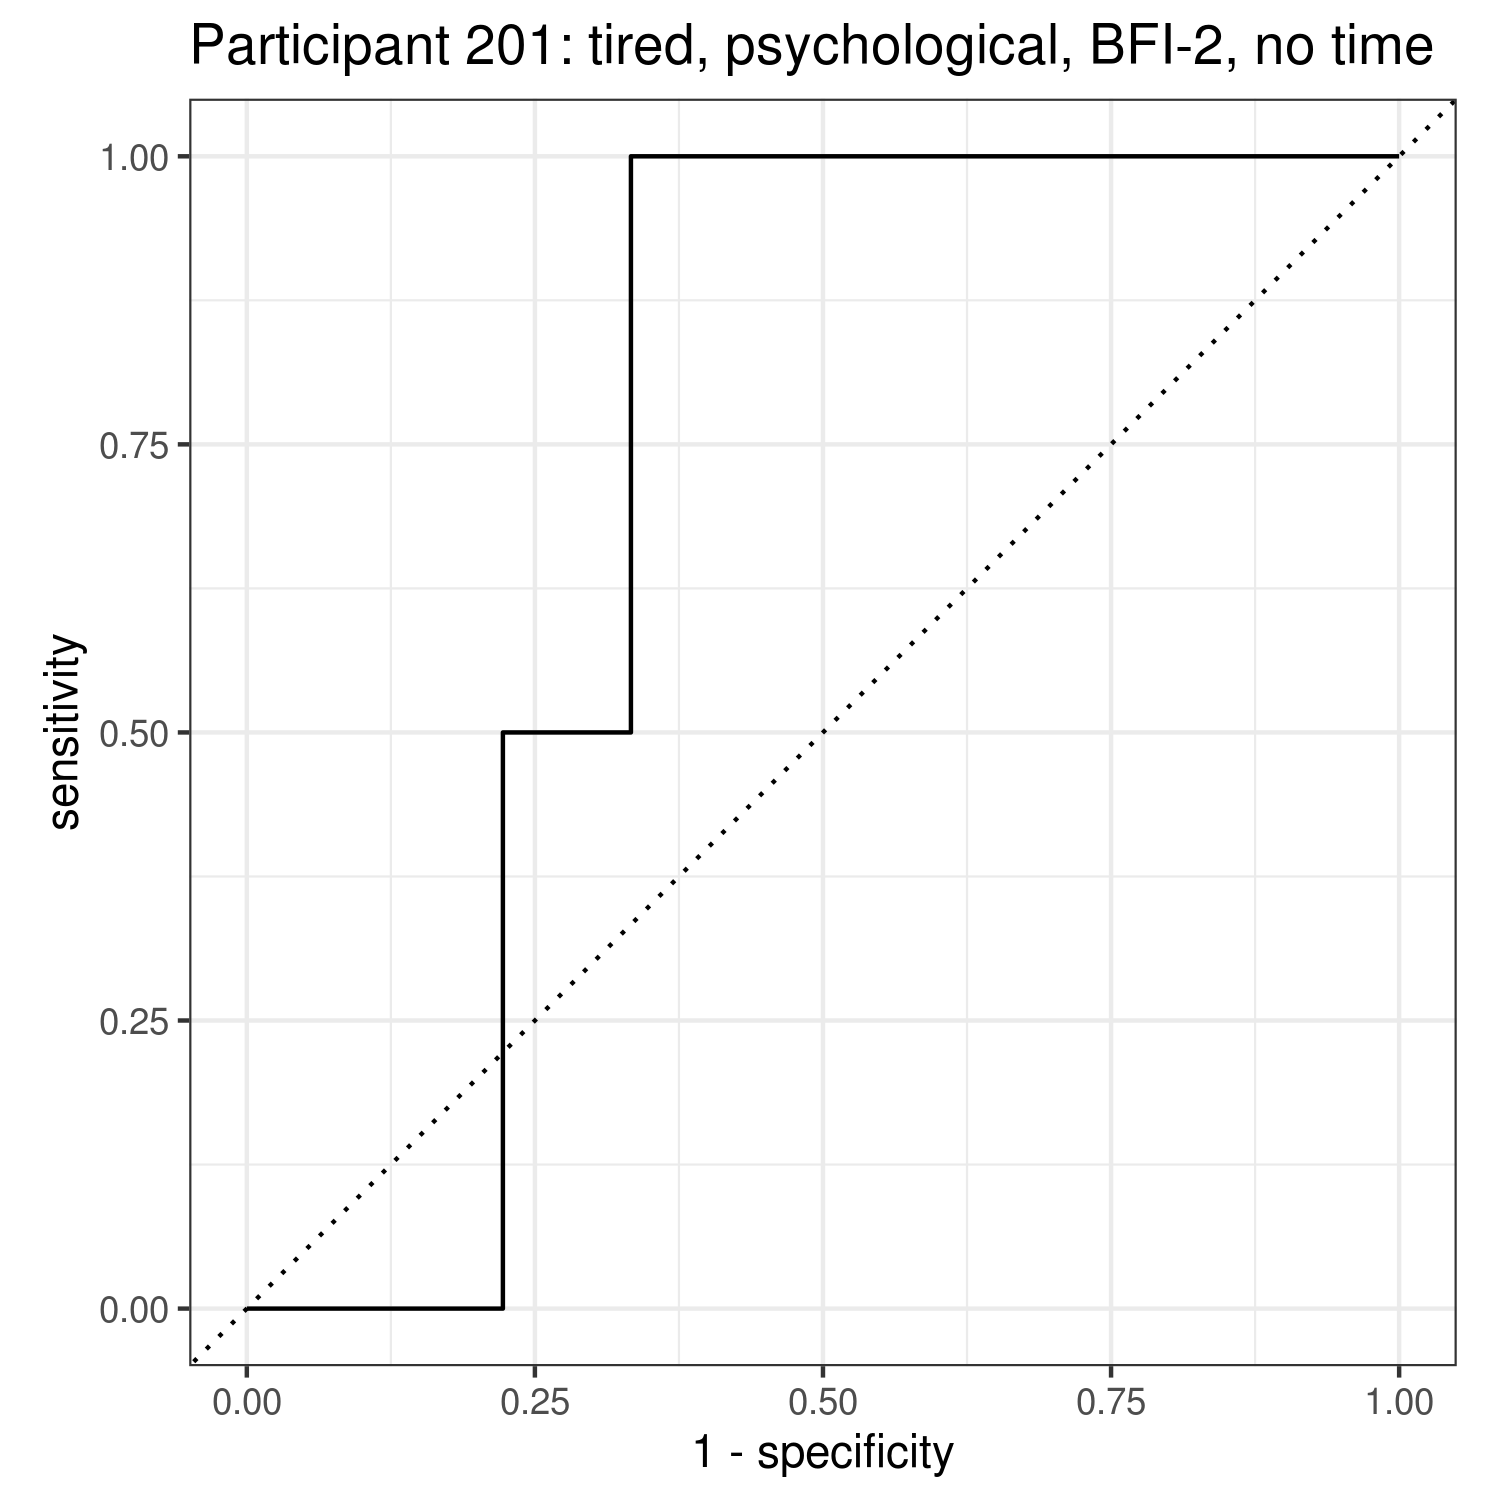 Participant 201: tired, psychological, BFI-2, no time
1.00
0.75
0.50
0.25
0.00
sensitivity
0.00 0.25 0.50 0.75 1.00
1 - specificity